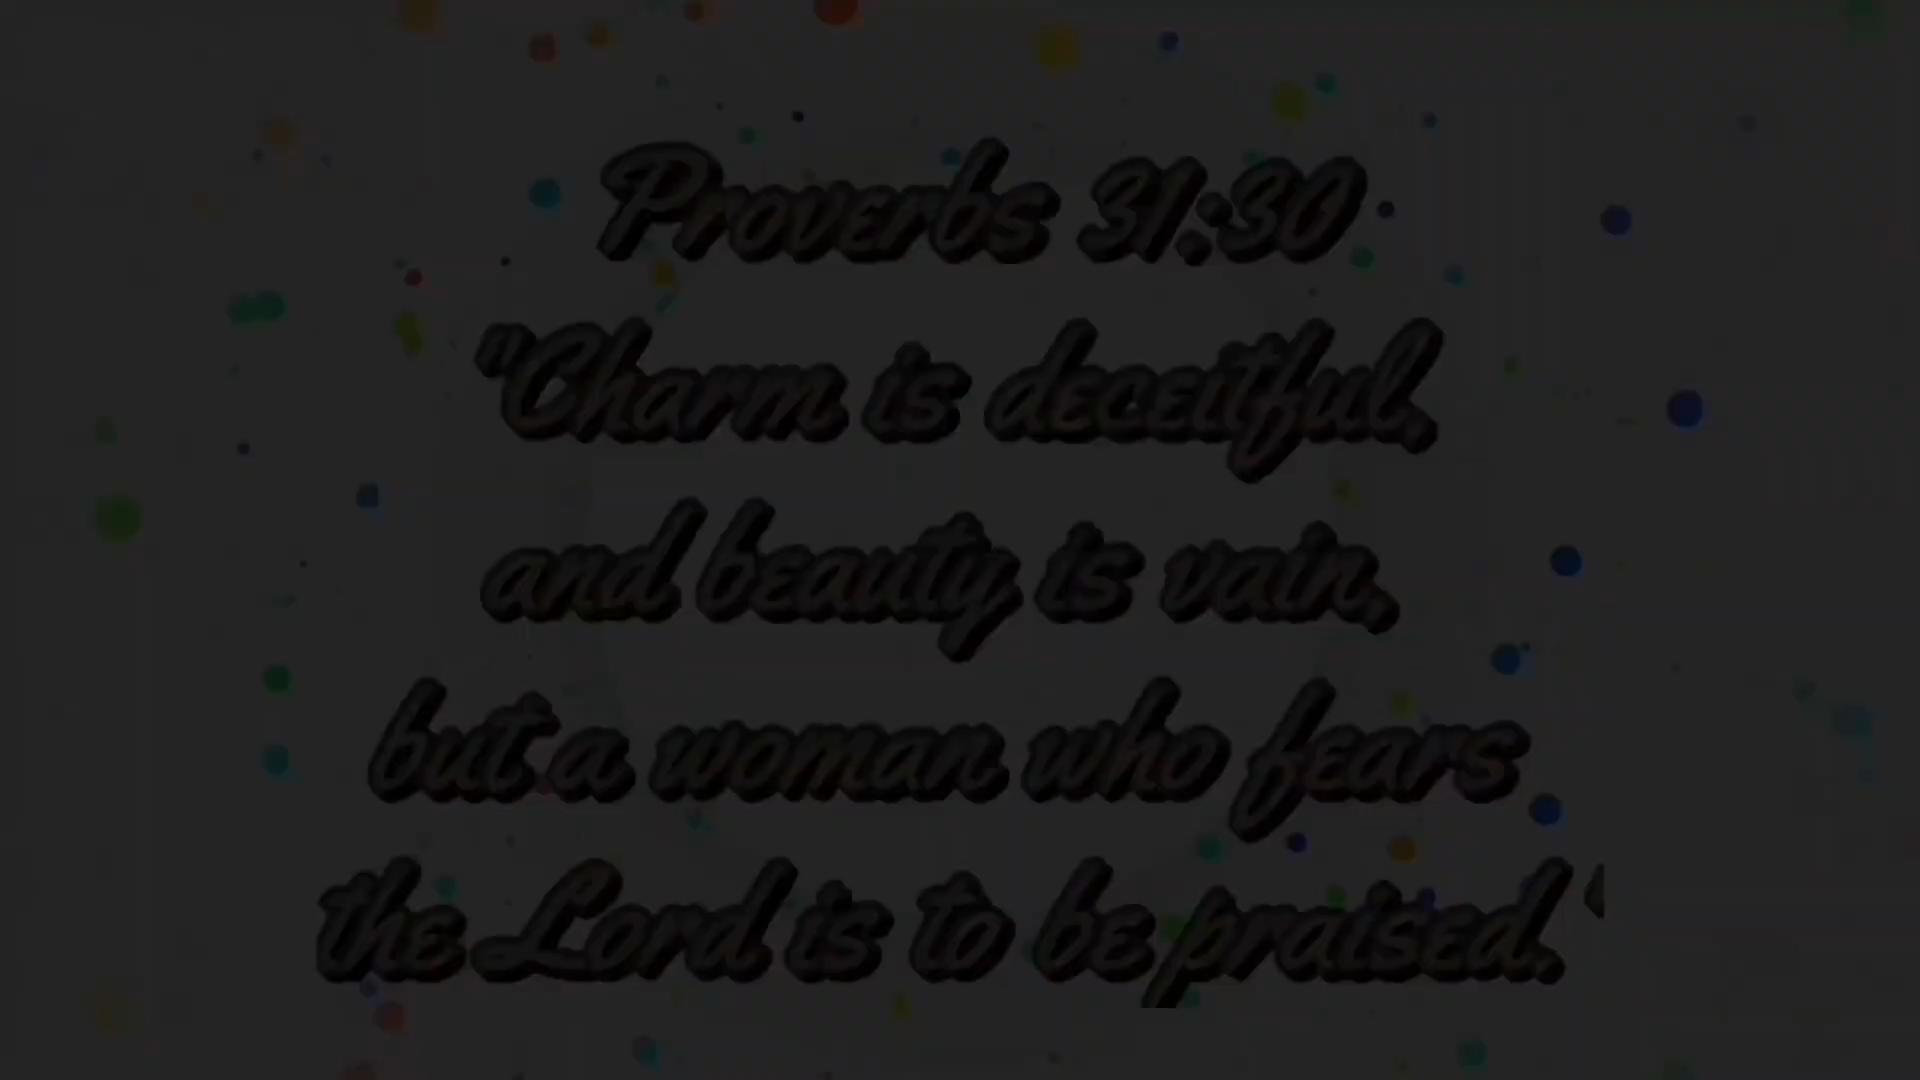 Proverbs 31:30
"Charm is deceitful,
and beauty is vain,
but a woman who fears
the Lord is to be praised."